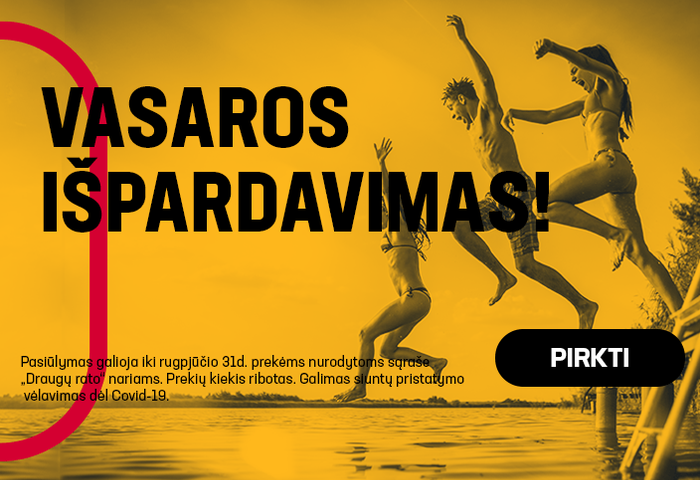 VASAROS
IŠPARDAVIMAS!
Pasiūlymas galioja iki rugpjūčio 31d. prekėms nurodytoms sąraše
„Draugų rato“ nariams. Prekių kiekis ribotas. Galimas siuntų pristatymo
vėlavimas dėl Covid-19.
PIRKTI